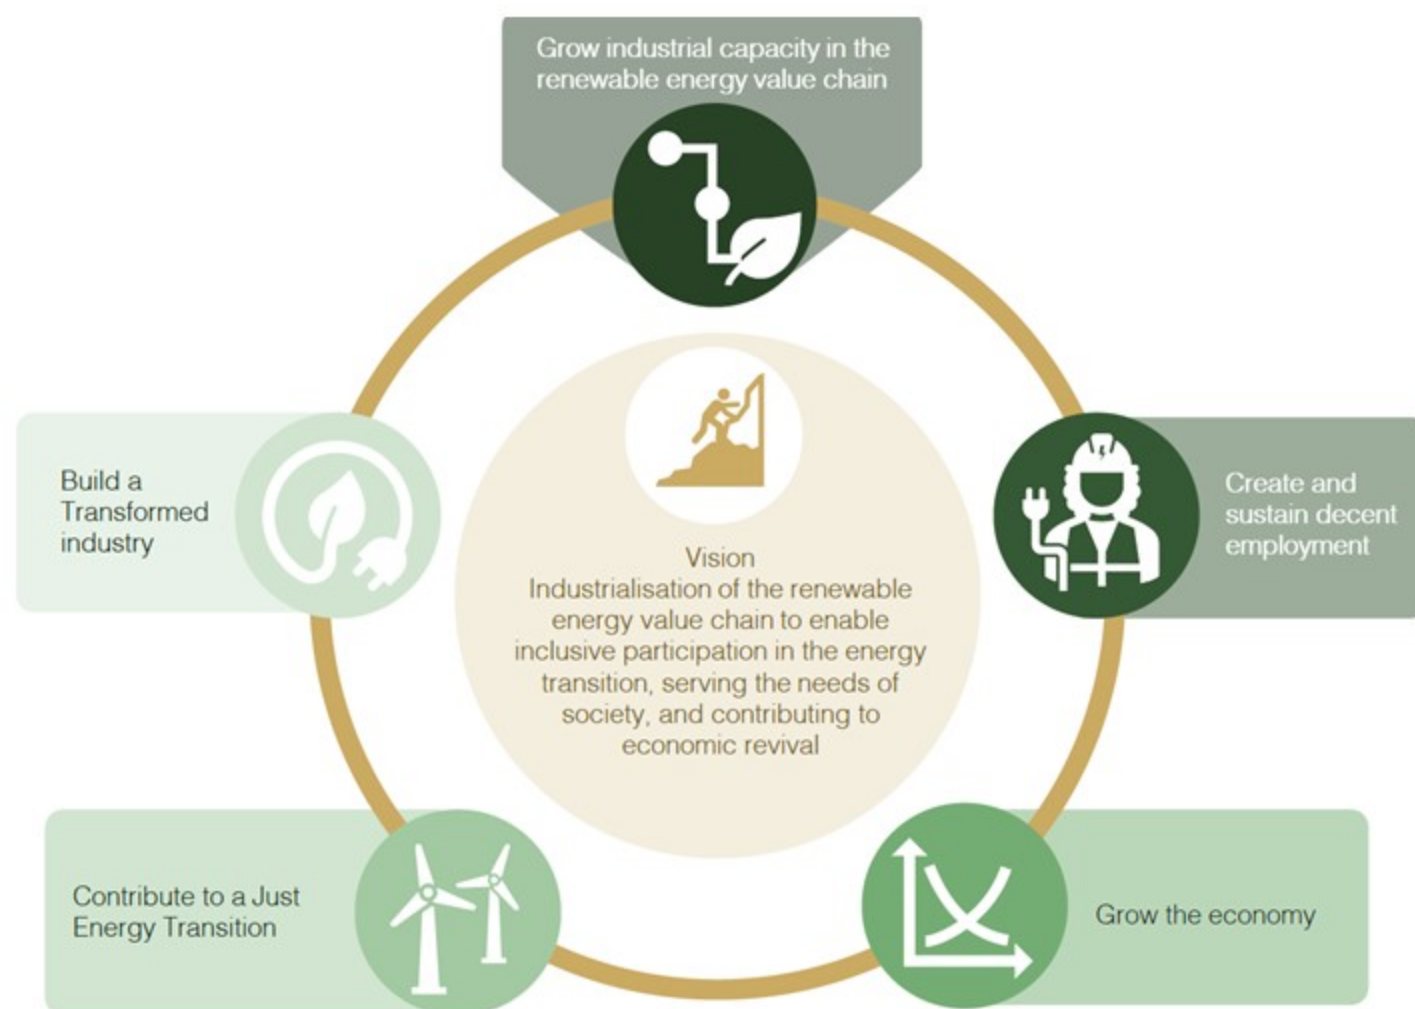 Grow industrial capacity in the
renewable energy value chain
Build a
Transformed
industry
Create and
sustain decent
employment
Vision
Industrialisation of the renewable
energy value chain to enable
inclusive participation in the energy
transition, serving the needs of
society, and contributing to
economic revival
Contribute to a Just
Energy Transition
Grow the economy